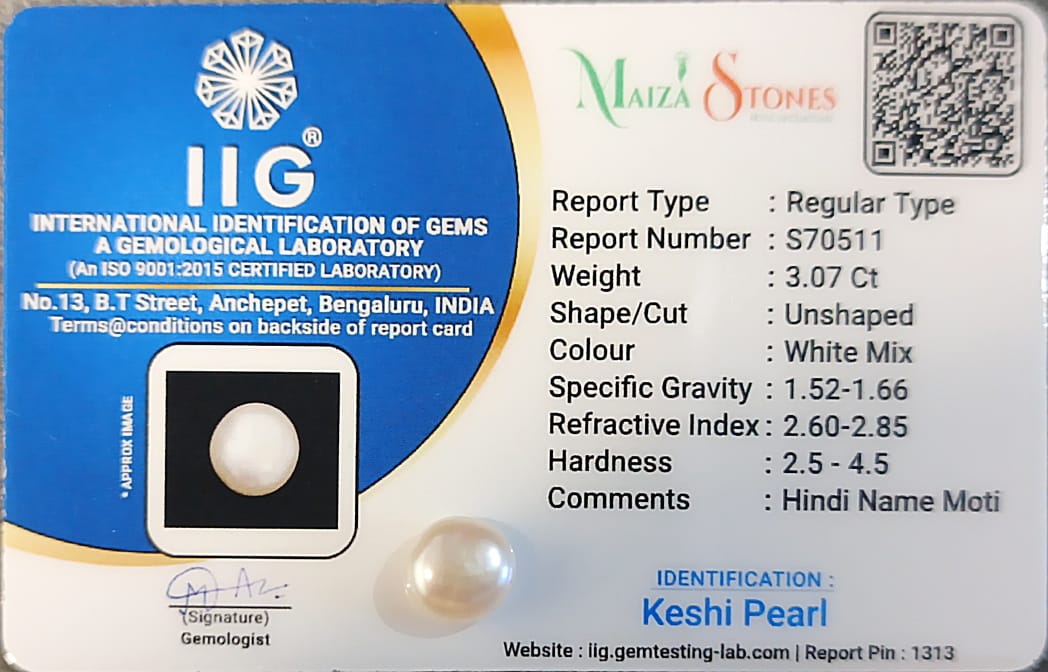 IIG®
INTERNATIONAL IDENTIFICATION OF GEMS
A GEMOLOGICAL LABORATORY
(An ISO 9001:2015 CERTIFIED LABORATORY)
No.13, B.T Street, Anchepet, Bengaluru, INDIA
Terms@conditions on backside of report card
*APPROX IMAGE
(Signature)
Gemologist
MAIZA STONES
Report Type : Regular Type
Report Number : S70511
Weight : 3.07 Ct
Shape/Cut : Unshaped
Colour : White Mix
Specific Gravity : 1.52-1.66
Refractive Index : 2.60-2.85
Hardness : 2.5 - 4.5
Comments : Hindi Name Moti
IDENTIFICATION :
Keshi Pearl
Website : iig.gemtesting-lab.com | Report Pin : 1313